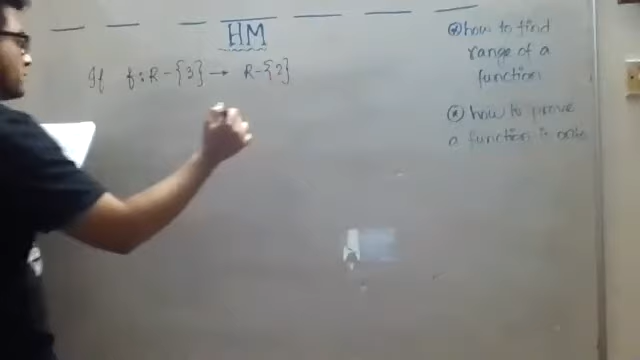 HM
If f : R - {3} → R - {2}
* how to find
range of a
function
* how to prove
a function is onto